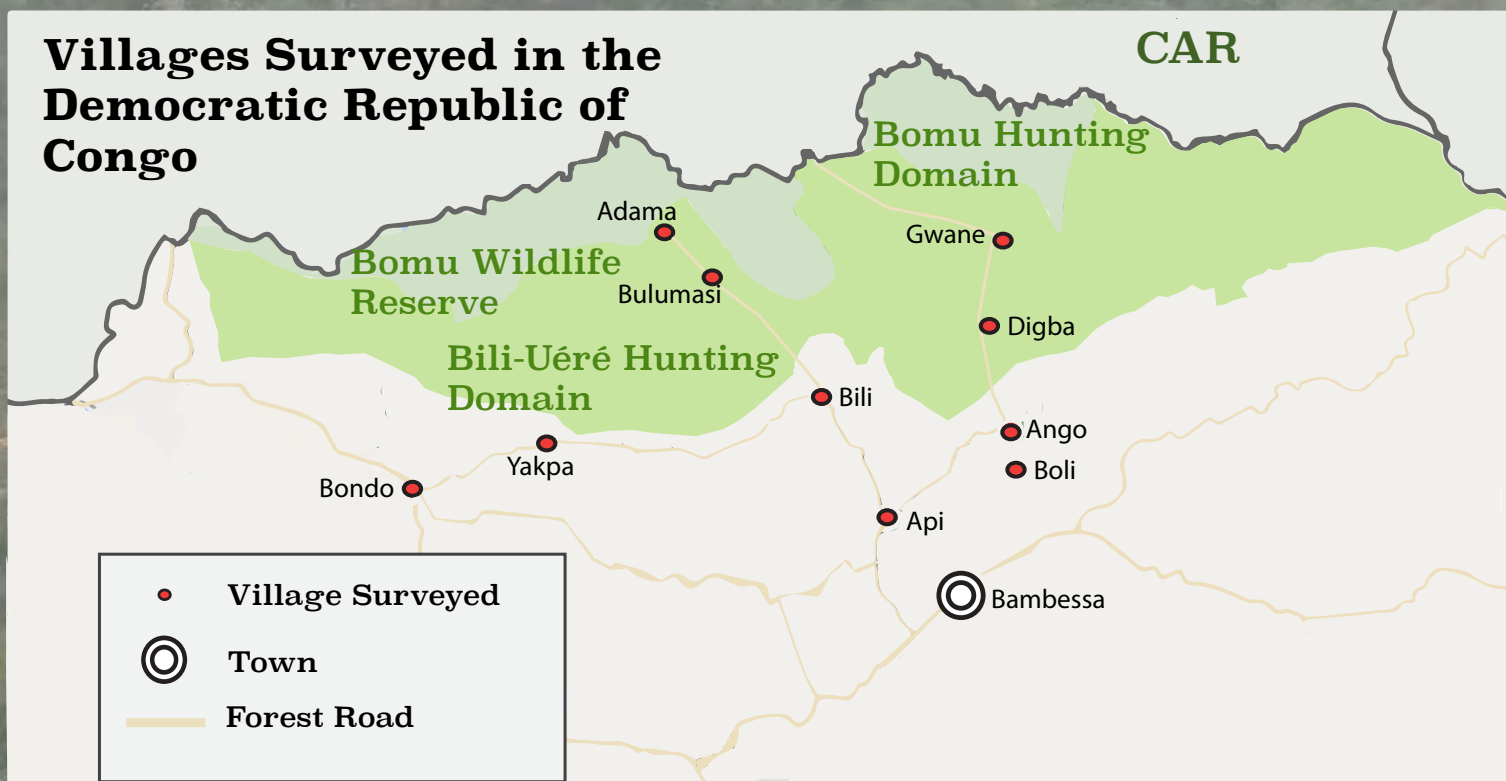 Villages Surveyed in the
Democratic Republic of
Congo
CAR
Bomu Hunting
Domain
Adama
Gwane
Bomu Wildlife
Reserve
Bulumasi
Digba
Bili-Uéré Hunting
Domain
Bili
Ango
Yakpa
Boli
Bondo
Api
Bambessa
Village Surveyed
Town
Forest Road